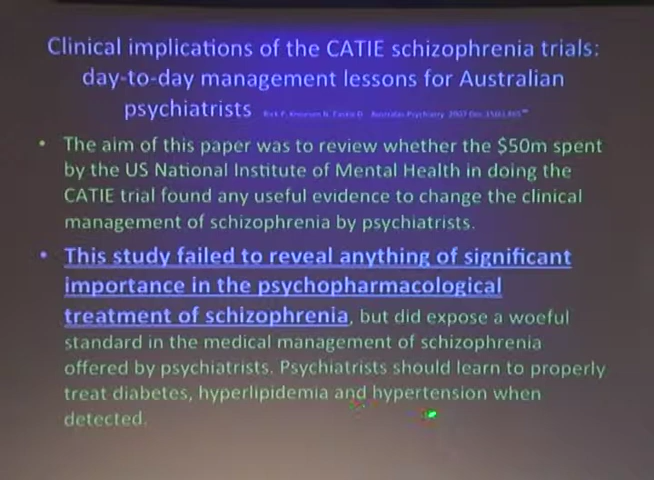 Clinical implications of the CATIE schizophrenia trials:
day-to-day management lessons for Australian
psychiatrists
• The aim of this paper was to review whether the $50m spent
by the US National Institute of Mental Health in doing the
CATIE trial found any useful evidence to change the clinical
management of schizophrenia by psychiatrists.
• This study failed to reveal anything of significant
importance in the psychopharmacological
treatment of schizophrenia, but did expose a woeful
standard in the medical management of schizophrenia
offered by psychiatrists. Psychiatrists should learn to properly
treat diabetes, hyperlipidemia and hypertension when
detected.